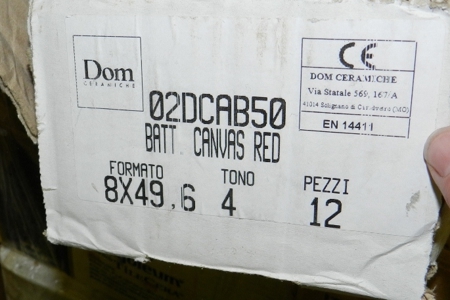 Dom
CERAMICHE
CE
DOM CERAMICHE
Via Statale 569, 167/A
41014 Solignano di Castelvetro (MO)
EN 14411
02DCAB50
BATT. CANVAS RED
FORMATO TONO PEZZI
8X49,6 4 12